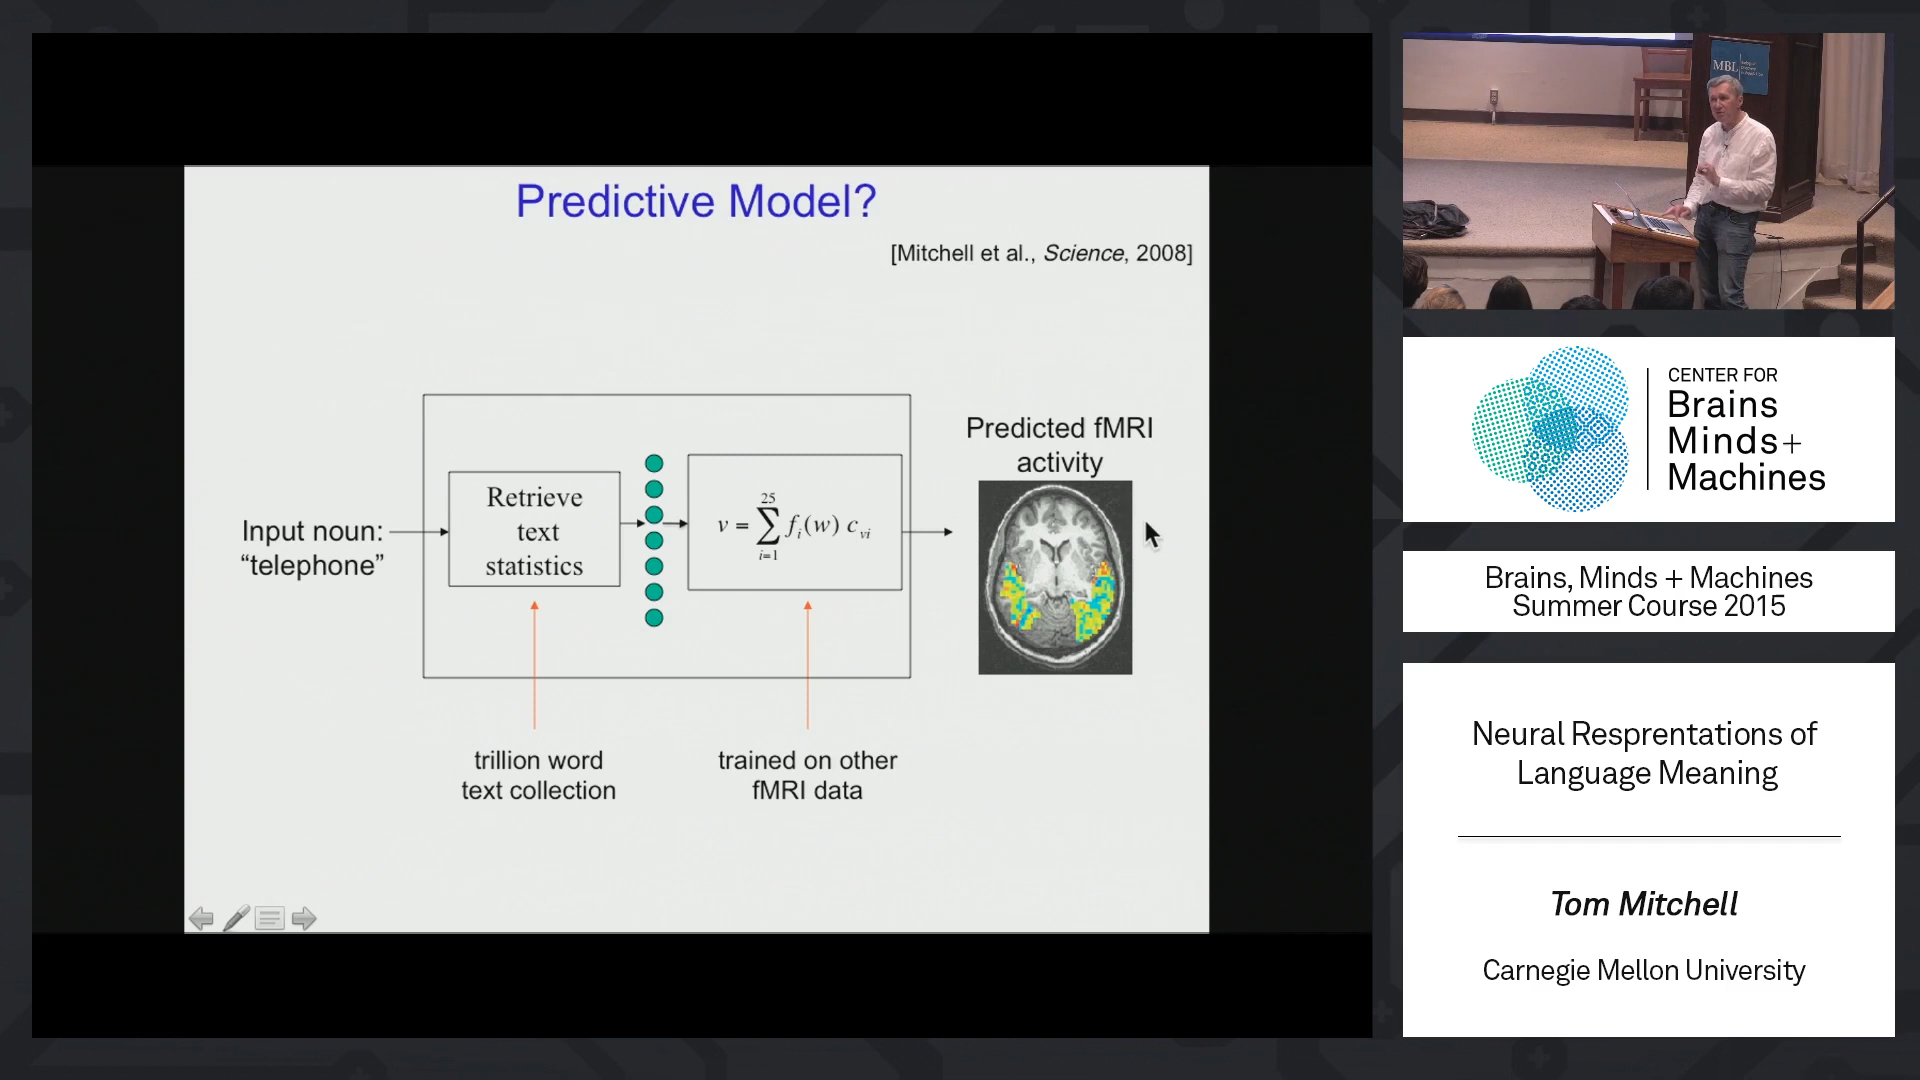 Predictive Model?
[Mitchell et al., Science, 2008]
Input noun:
“telephone”
Retrieve
text
statistics
v = 25 ∑ i=1 fi(w) cvi
Predicted fMRI
activity
trillion word
text collection
trained on other
fMRI data
MBL
CENTER FOR
Brains
Minds+
Machines
Brains, Minds + Machines
Summer Course 2015
Neural Resprentations of
Language Meaning
Tom Mitchell
Carnegie Mellon University